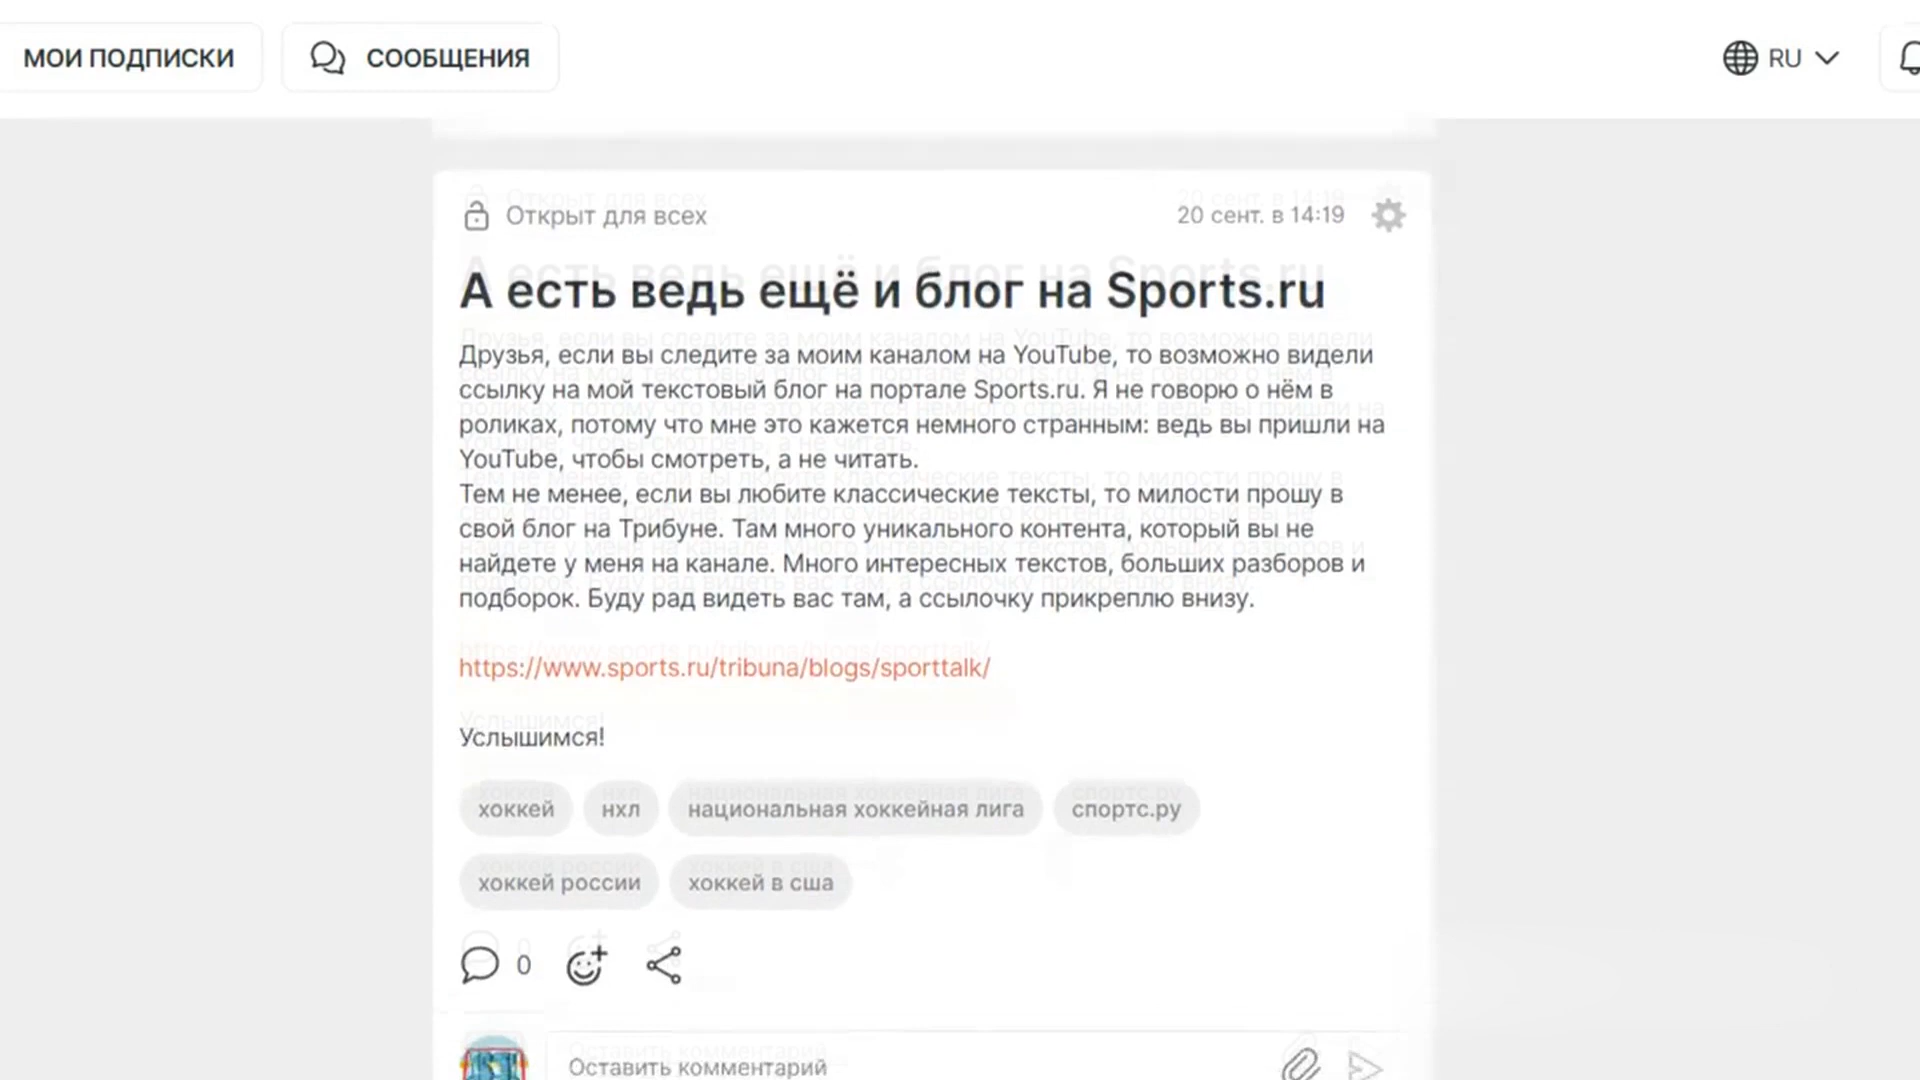 МОИ ПОДПИСКИ
СООБЩЕНИЯ
RU
Открыт для всех
20 сент. в 14:19
А есть ведь ещё и блог на Sports.ru
Друзья, если вы следите за моим каналом на YouTube, то возможно видели
ссылку на мой текстовый блог на портале Sports.ru. Я не говорю о нём в
роликах, потому что мне это кажется немного странным: ведь вы пришли на
YouTube, чтобы смотреть, а не читать.
Тем не менее, если вы любите классические тексты, то милости прошу в
свой блог на Трибуне. Там много уникального контента, который вы не
найдете у меня на канале. Много интересных текстов, больших разборов и
подборок. Буду рад видеть вас там, а ссылочку прикреплю внизу.
https://www.sports.ru/tribuna/blogs/sporttalk/
Услышимся!
хоккей
нхл
национальная хоккейная лига
спортс.ру
хоккей россии
хоккей в сша
0
Оставить комментарий